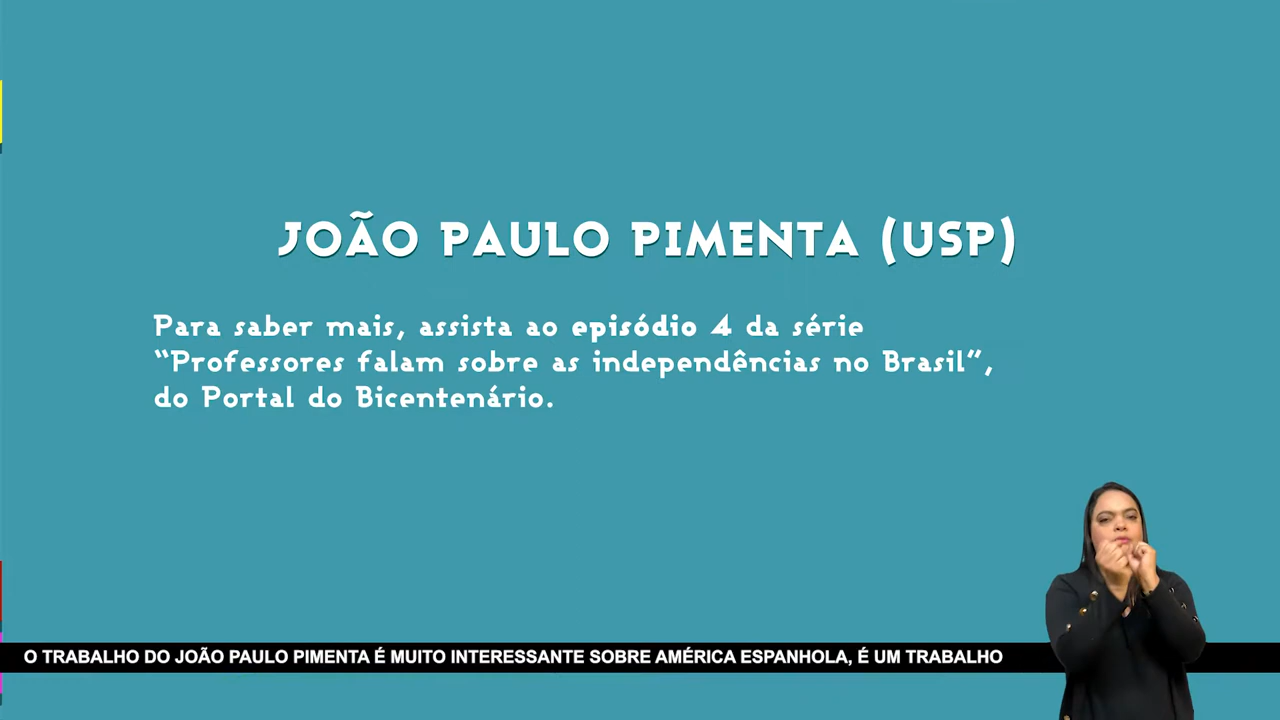 JOÃO PAULO PIMENTA (USP)
Para saber mais, assista ao episódio 4 da série
“Professores falam sobre as independências no Brasil”,
do Portal do Bicentenário.
O TRABALHO DO JOÃO PAULO PIMENTA É MUITO INTERESSANTE SOBRE AMÉRICA ESPANHOLA, É UM TRABALHO